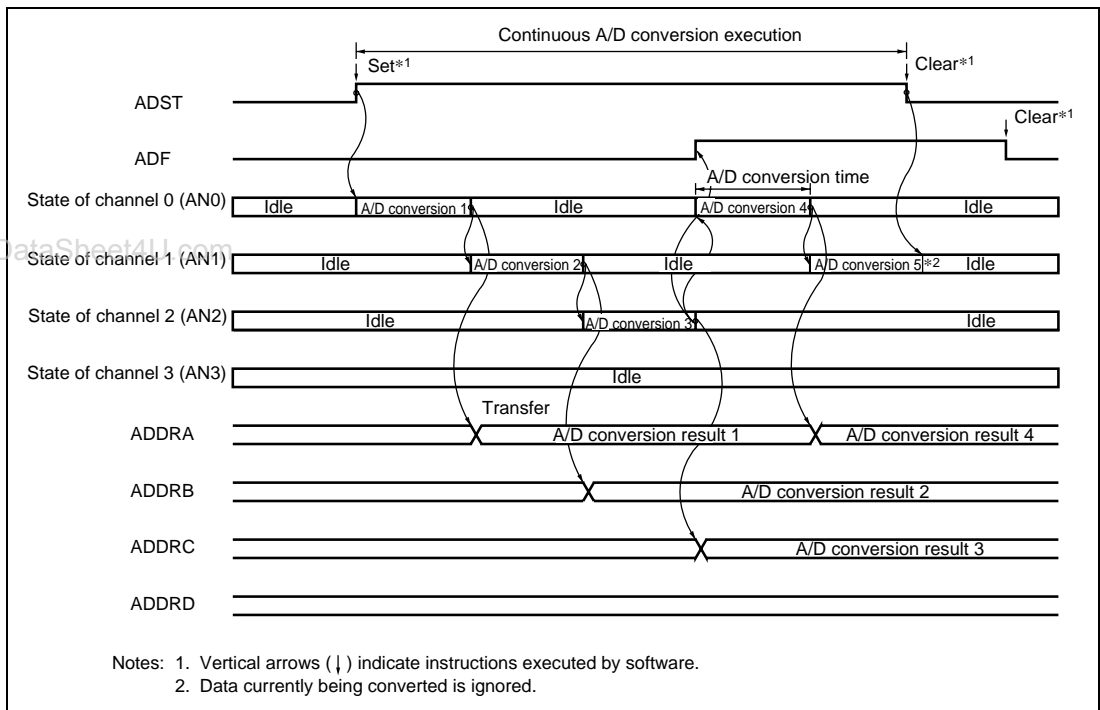 Continuous A/D conversion execution
Set*1 Clear*1
ADST
Clear*1
ADF
A/D conversion time
State of channel 0 (AN0) Idle A/D conversion 1 Idle A/D conversion 4 Idle
DataSheet4U.com
State of channel 1 (AN1) Idle A/D conversion 2 Idle A/D conversion 5 *2 Idle
State of channel 2 (AN2) Idle A/D conversion 3 Idle
State of channel 3 (AN3) Idle
Transfer
ADDRA A/D conversion result 1 A/D conversion result 4
ADDRB A/D conversion result 2
ADDRC A/D conversion result 3
ADDRD
Notes: 1. Vertical arrows (↓) indicate instructions executed by software.
2. Data currently being converted is ignored.